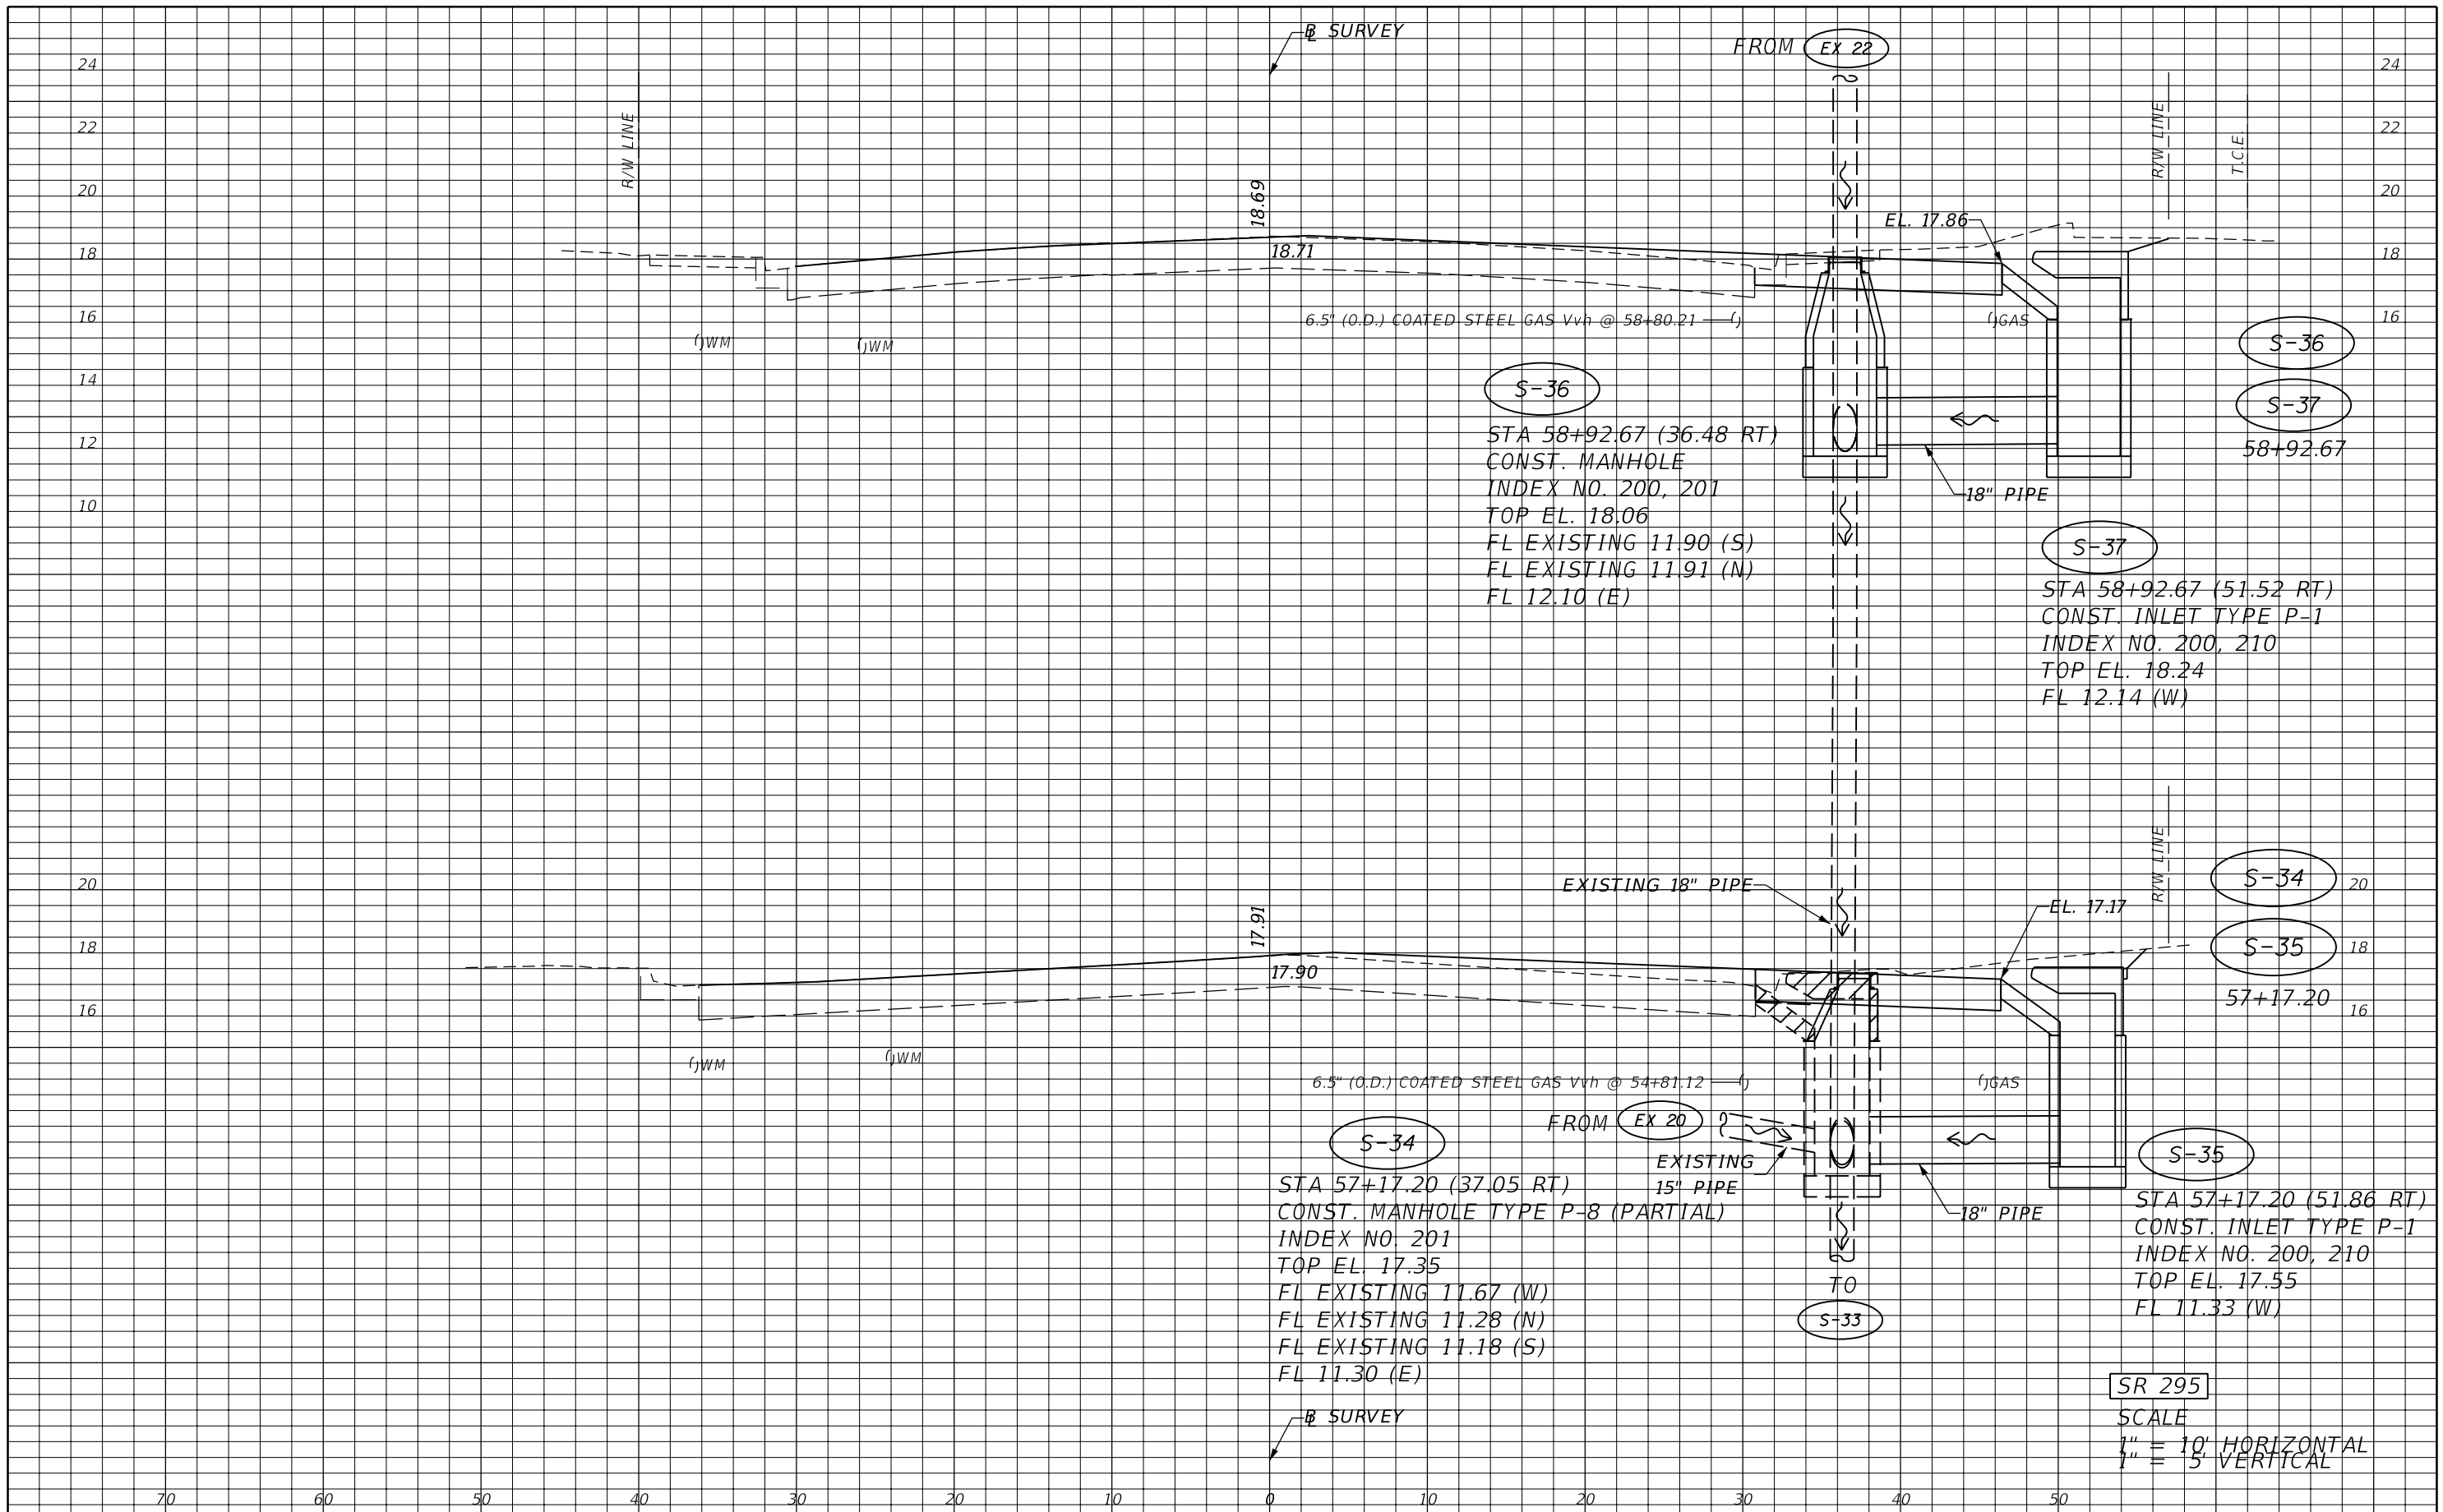 ℄ SURVEY
FROM EX 22
24
24
22
22
20
20
18
18
16
16
14
12
10
R/W LINE
R/W LINE
T.C.E.
18.69
18.71
EL. 17.86
6.5" (O.D.) COATED STEEL GAS Vvh @ 58+80.21
GAS
WM
WM
S-36
STA 58+92.67 (36.48 RT)
CONST. MANHOLE
INDEX NO. 200, 201
TOP EL. 18.06
FL EXISTING 11.90 (S)
FL EXISTING 11.91 (N)
FL 12.10 (E)
S-36
S-37
58+92.67
18" PIPE
S-37
STA 58+92.67 (51.52 RT)
CONST. INLET TYPE P-1
INDEX NO. 200, 210
TOP EL. 18.24
FL 12.14 (W)
20
20
18
18
16
16
R/W LINE
EXISTING 18" PIPE
17.91
17.90
EL. 17.17
S-34
S-35
57+17.20
WM
WM
6.5" (O.D.) COATED STEEL GAS Vvh @ 54+81.12
GAS
FROM EX 20
EXISTING
15" PIPE
S-34
STA 57+17.20 (37.05 RT)
CONST. MANHOLE TYPE P-8 (PARTIAL)
INDEX NO. 201
TOP EL. 17.35
FL EXISTING 11.67 (W)
FL EXISTING 11.28 (N)
FL EXISTING 11.18 (S)
FL 11.30 (E)
18" PIPE
TO
S-33
S-35
STA 57+17.20 (51.86 RT)
CONST. INLET TYPE P-1
INDEX NO. 200, 210
TOP EL. 17.55
FL 11.33 (W)
℄ SURVEY
SR 295
SCALE
1" = 10' HORIZONTAL
1" = 5' VERTICAL
70 60 50 40 30 20 10 0 10 20 30 40 50